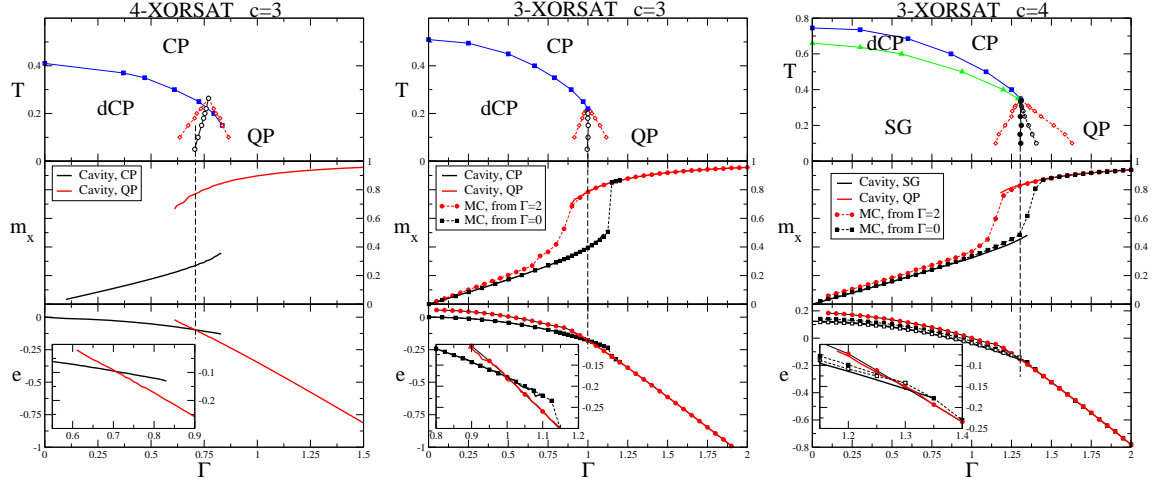 4-XORSAT c=3
CP
dCP
QP
T
0.4
0.2
0
Cavity, CP
Cavity, QP
m_x
e
0
-0.25
-0.5
-0.75
-1
-0.1
-0.2
0.6 0.7 0.8 0.9
0 0.25 0.5 0.75 1 1.25 1.5
Γ
3-XORSAT c=3
CP
dCP
QP
T
0.4
0.2
0
1
0.8
0.6
0.4
0.2
0
Cavity, CP
Cavity, QP
MC, from Γ=2
MC, from Γ=0
m_x
e
0
-0.25
-0.5
-0.75
-1
-0.1
-0.15
-0.2
-0.25
0.8 0.9 1 1.1 1.2
0 0.25 0.5 0.75 1 1.25 1.5 1.75 2
Γ
3-XORSAT c=4
dCP
CP
SG
QP
T
0.8
0.6
0.4
0.2
0
1
0.8
0.6
0.4
0.2
0
Cavity, SG
Cavity, QP
MC, from Γ=2
MC, from Γ=0
m_x
e
0.2
0
-0.2
-0.4
-0.6
-0.8
-0.05
-0.1
-0.15
-0.2
-0.25
1.2 1.3 1.4
0 0.25 0.5 0.75 1 1.25 1.5 1.75 2
Γ